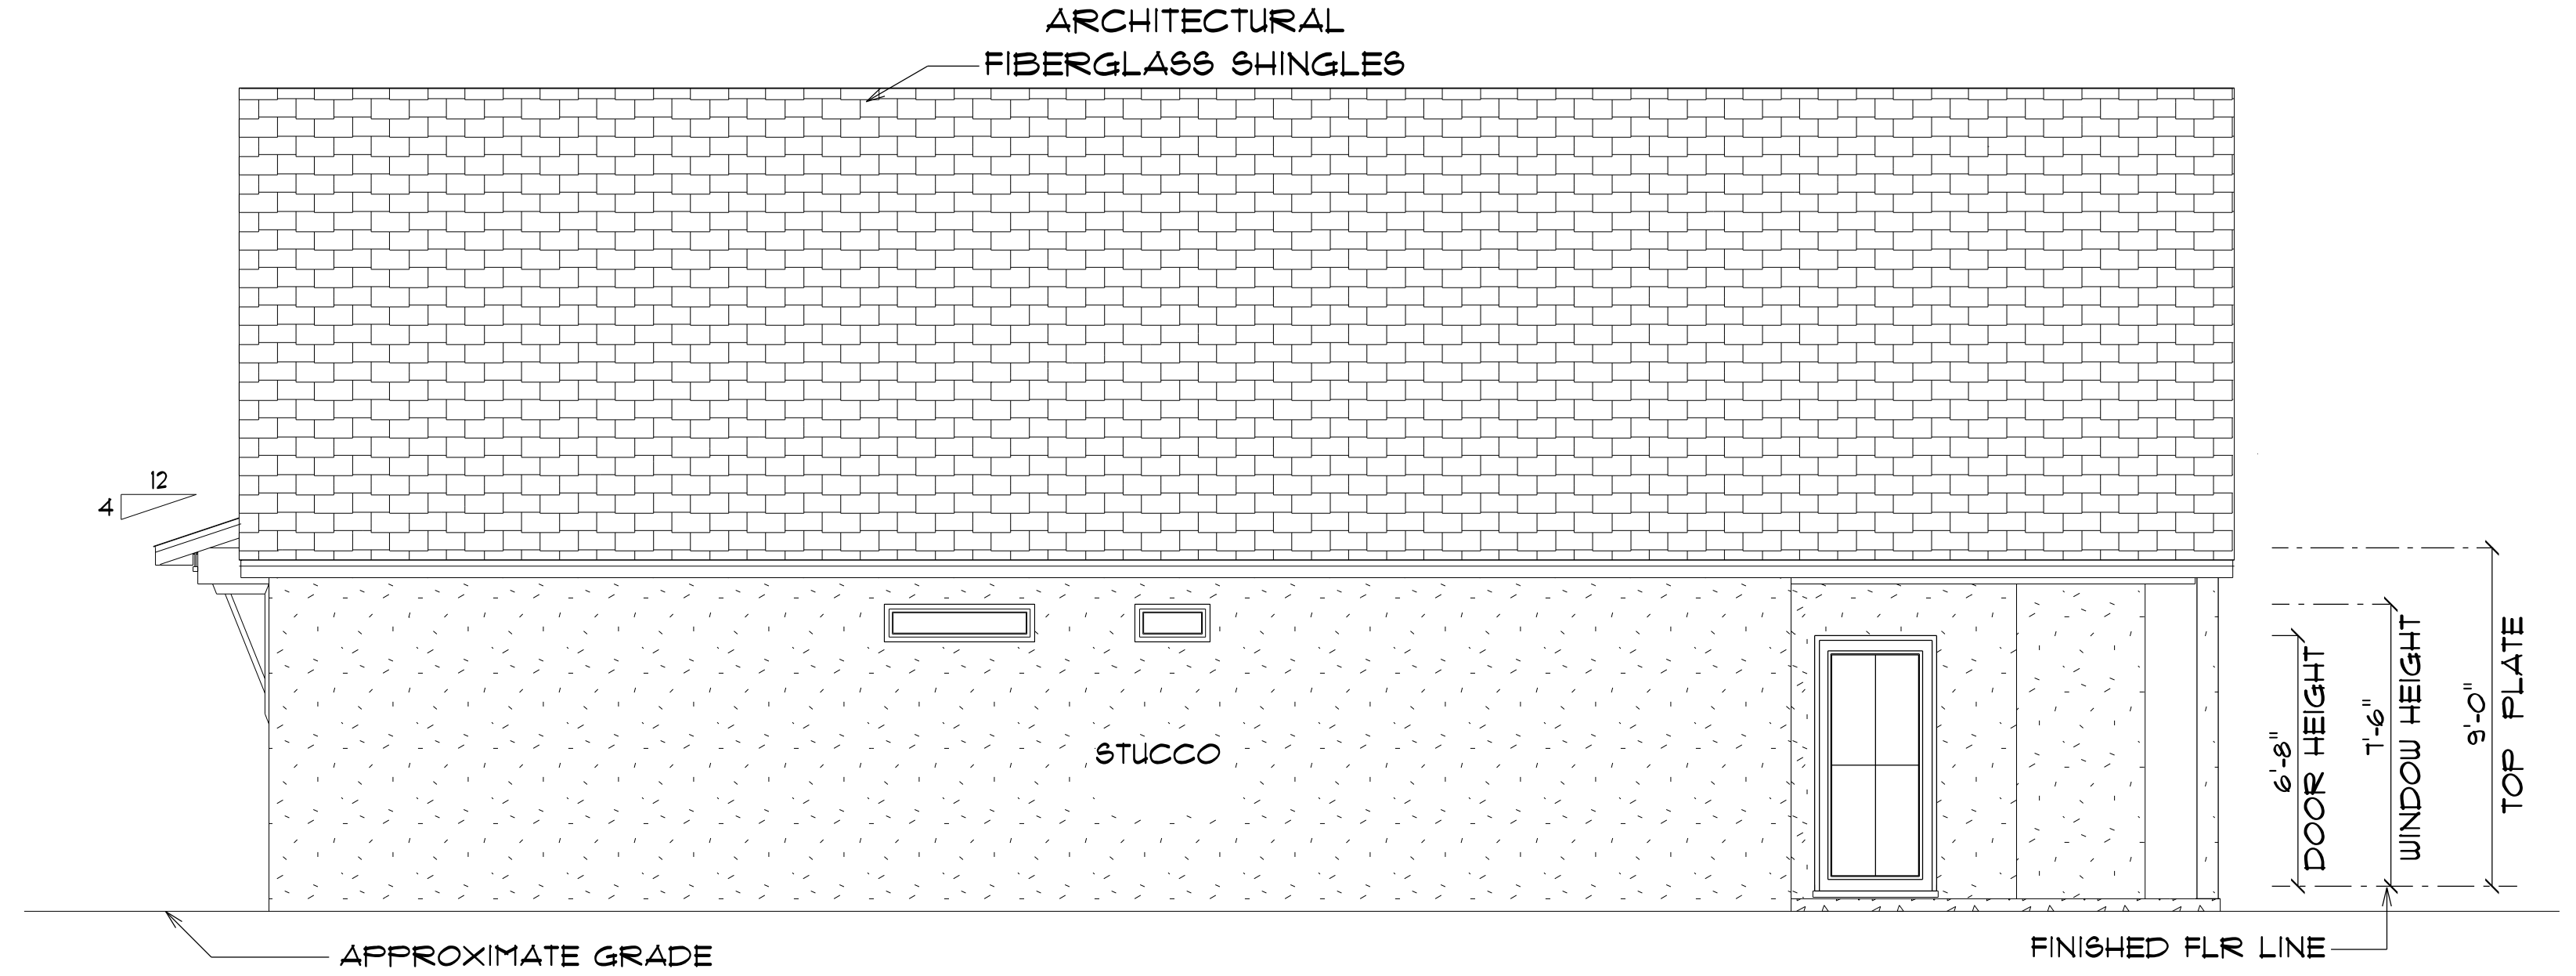 ARCHITECTURAL
FIBERGLASS SHINGLES
12
4
STUCCO
6'-8"
DOOR HEIGHT
7'-6"
WINDOW HEIGHT
9'-0"
TOP PLATE
APPROXIMATE GRADE
FINISHED FLR LINE